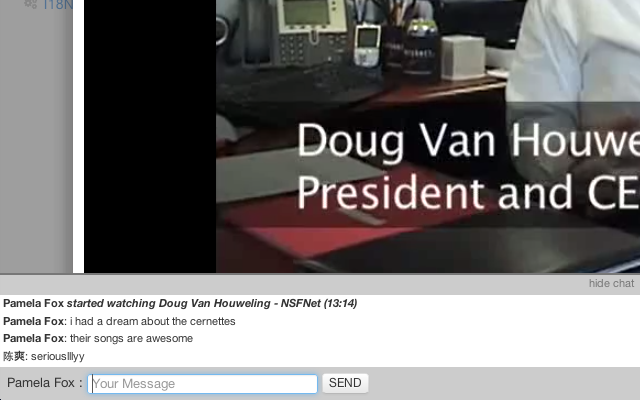 I18N
Doug Van Houwe
President and CE
hide chat
Pamela Fox started watching Doug Van Houweling - NSFNet (13:14)
Pamela Fox: i had a dream about the cernettes
Pamela Fox: their songs are awesome
陈爽: seriouslllyy
Pamela Fox : Your Message SEND